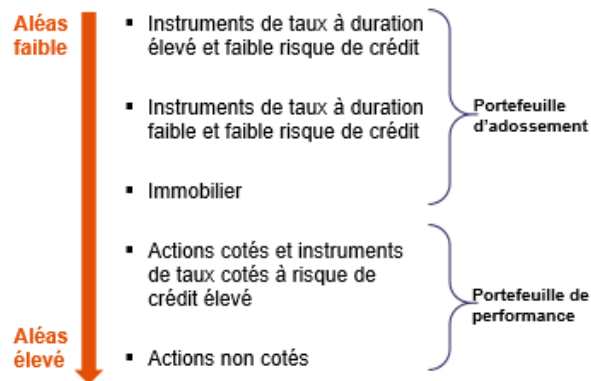 Aléas
faible
▪ Instruments de taux à duration
élevé et faible risque de crédit
▪ Instruments de taux à duration
faible et faible risque de crédit
Portefeuille
d'adossement
▪ Immobilier
▪ Actions cotés et instruments
de taux cotés à risque de
crédit élevé
Portefeuille de
performance
Aléas
élevé
▪ Actions non cotés